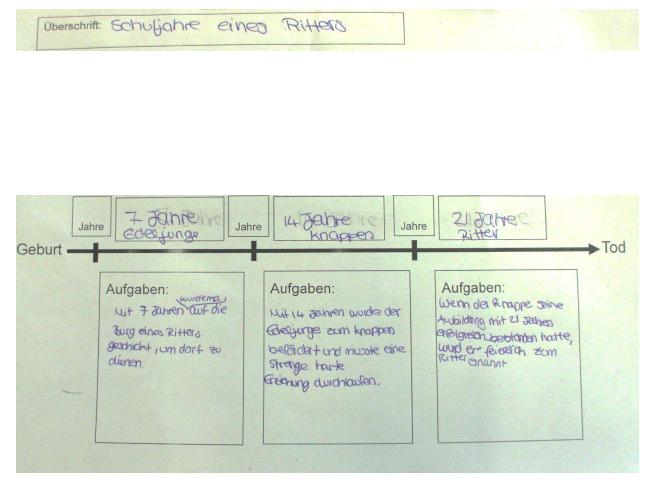 Überschrift: Schuljahre eines Ritters
Jahre
7 Jahre
Edeljunge
Jahre
14 Jahre
Knappen
Jahre
21 Jahre
Ritter
Geburt
Tod
Aufgaben:
wurde man
Mit 7 Jahren auf die
Burg eines Ritters
geschickt, um dort zu
dienen
Aufgaben:
Mit 14 Jahren wurde der
Edeljunge zum Knappen
befördert und musste eine
strenge harte
Erziehung durchlaufen.
Aufgaben:
Wenn der Knappe seine
Ausbildung mit 21 Jahren
erfolgreich bestanden hatte,
wurd er feierlich zum
Ritter ernannt